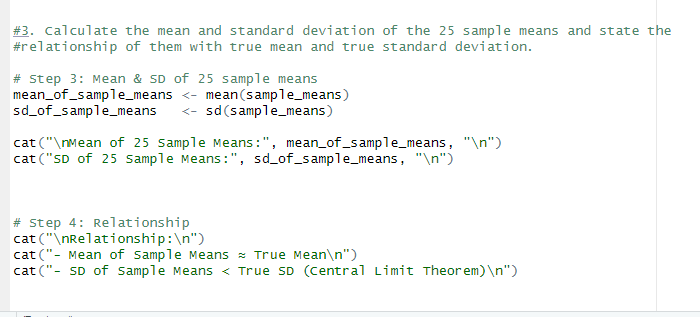 #3. Calculate the mean and standard deviation of the 25 sample means and state the
#relationship of them with true mean and true standard deviation.
# Step 3: Mean & SD of 25 sample means
mean_of_sample_means <- mean(sample_means)
sd_of_sample_means   <- sd(sample_means)
cat("\nMean of 25 Sample Means:", mean_of_sample_means, "\n")
cat("SD of 25 Sample Means:", sd_of_sample_means, "\n")
# Step 4: Relationship
cat("\nRelationship:\n")
cat("- Mean of Sample Means ≈ True Mean\n")
cat("- SD of Sample Means < True SD (Central Limit Theorem)\n")